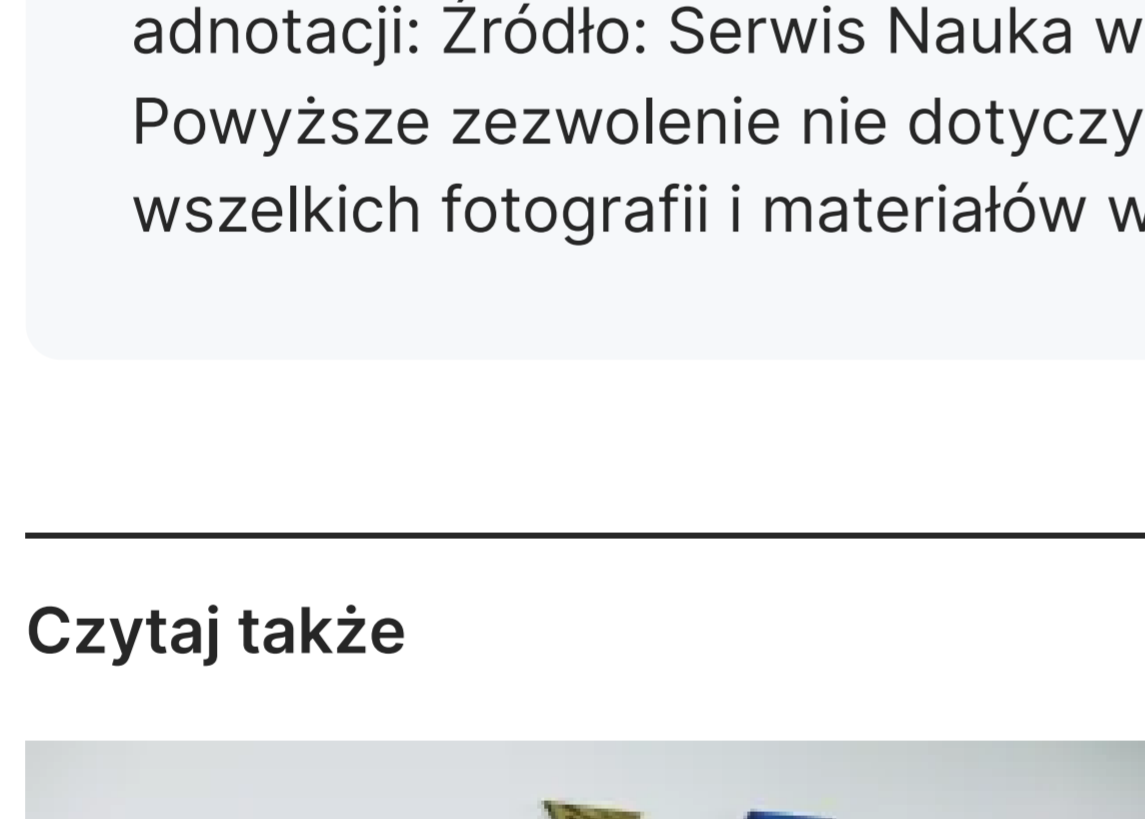 adnotacji: Źródło: Serwis Nauka w
Powyższe zezwolenie nie dotyczy
wszelkich fotografii i materiałów w
Czytaj także